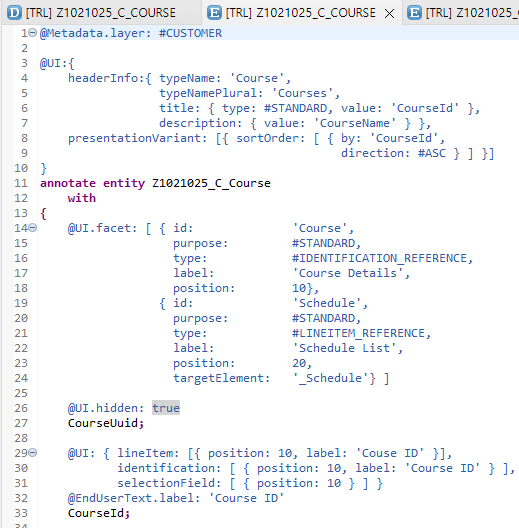 [TRL] Z1021025_C_COURSE [TRL] Z1021025_C_COURSE [TRL] Z1021025_C
1 @Metadata.layer: #CUSTOMER
2
3 @UI:{
4 headerInfo:{ typeName: 'Course',
5 typeNamePlural: 'Courses',
6 title: { type: #STANDARD, value: 'CourseId' },
7 description: { value: 'CourseName' } },
8 presentationVariant: [{ sortOrder: [ { by: 'CourseId',
9 direction: #ASC } ] }]
10 }
11 annotate entity Z1021025_C_Course
12 with
13 {
14 @UI.facet: [ { id: 'Course',
15 purpose: #STANDARD,
16 type: #IDENTIFICATION_REFERENCE,
17 label: 'Course Details',
18 position: 10},
19 { id: 'Schedule',
20 purpose: #STANDARD,
21 type: #LINEITEM_REFERENCE,
22 label: 'Schedule List',
23 position: 20,
24 targetElement: '_Schedule'} ]
25
26 @UI.hidden: true
27 CourseUuid;
28
29 @UI: { lineItem: [{ position: 10, label: 'Couse ID' }],
30 identification: [ { position: 10, label: 'Course ID' } ],
31 selectionField: [ { position: 10 } ] }
32 @EndUserText.label: 'Course ID'
33 CourseId;